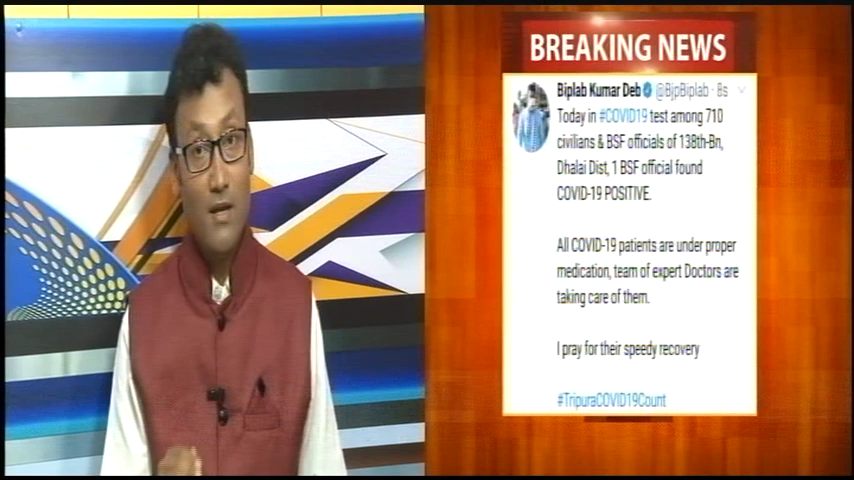 BREAKING NEWS
Biplab Kumar Deb @BjpBiplab · 8s
Today in #COVID19 test among 710
civilians & BSF officials of 138th-Bn,
Dhalai Dist, 1 BSF official found
COVID-19 POSITIVE.
All COVID-19 patients are under proper
medication, team of expert Doctors are
taking care of them.
I pray for their speedy recovery
#TripuraCOVID19Count